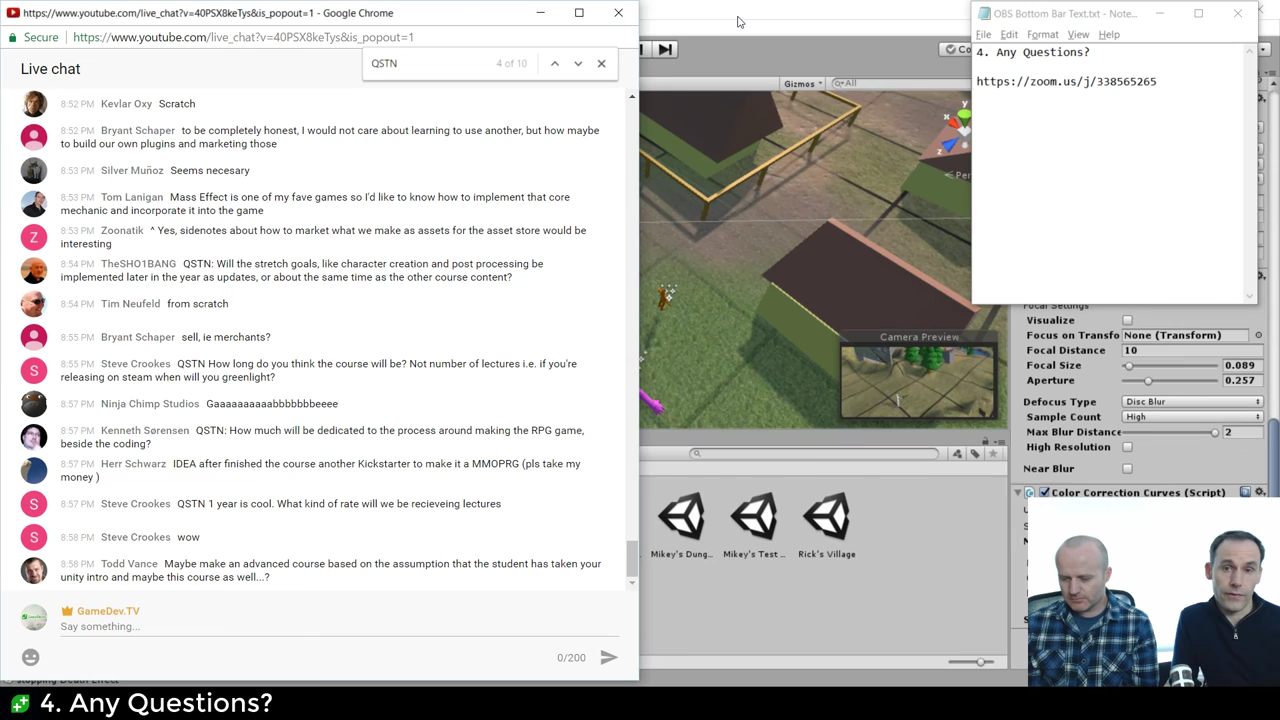 https://www.youtube.com/live_chat?v=40PSX8keTys&is_popout=1 - Google Chrome
Secure
https://www.youtube.com/live_chat?v=40PSX8keTys&is_popout=1
Live chat
QSTN
4 of 10
8:52 PM Kevlar Oxy Scratch
8:52 PM Bryant Schaper to be completely honest, I would not care about learning to use another, but how maybe
to build our own plugins and marketing those
8:53 PM Silver Muñoz Seems necesary
8:53 PM Tom Lanigan Mass Effect is one of my fave games so I'd like to know how to implement that core
mechanic and incorporate it into the game
8:53 PM Zoonatik ^ Yes, sidenotes about how to market what we make as assets for the asset store would be
interesting
8:54 PM TheSHO1BANG QSTN: Will the stretch goals, like character creation and post processing be
implemented later in the year as updates, or about the same time as the other course content?
8:54 PM Tim Neufeld from scratch
8:55 PM Bryant Schaper sell, ie merchants?
8:55 PM Steve Crookes QSTN How long do you think the course will be? Not number of lectures i.e. if you're
releasing on steam when will you greenlight?
8:57 PM Ninja Chimp Studios Gaaaaaaaaabbbbbbbeeee
8:57 PM Kenneth Sørensen QSTN: How much will be dedicated to the process around making the RPG game,
beside the coding?
8:57 PM Herr Schwarz IDEA after finished the course another Kickstarter to make it a MMOPRG (pls take my
money )
8:57 PM Steve Crookes QSTN 1 year is cool. What kind of rate will we be recieveing lectures
8:58 PM Steve Crookes wow
8:58 PM Todd Vance Maybe make an advanced course based on the assumption that the student has taken your
unity intro and maybe this course as well...?
GameDev.TV
Say something...
0/200
Gizmos
All
Co
y
x
z
Camera Preview
Mikey's Dung...
Mikey's Test ...
Rick's Village
OBS Bottom Bar Text.txt - Note...
File Edit Format View Help
4. Any Questions?
https://zoom.us/j/338565265
Focal Settings
Visualize
Focus on Transfo None (Transform)
Focal Distance 10
Focal Size 0.089
Aperture 0.257
Defocus Type Disc Blur
Sample Count High
Max Blur Distanc 2
High Resolution
Near Blur
Color Correction Curves (Script)
4. Any Questions?